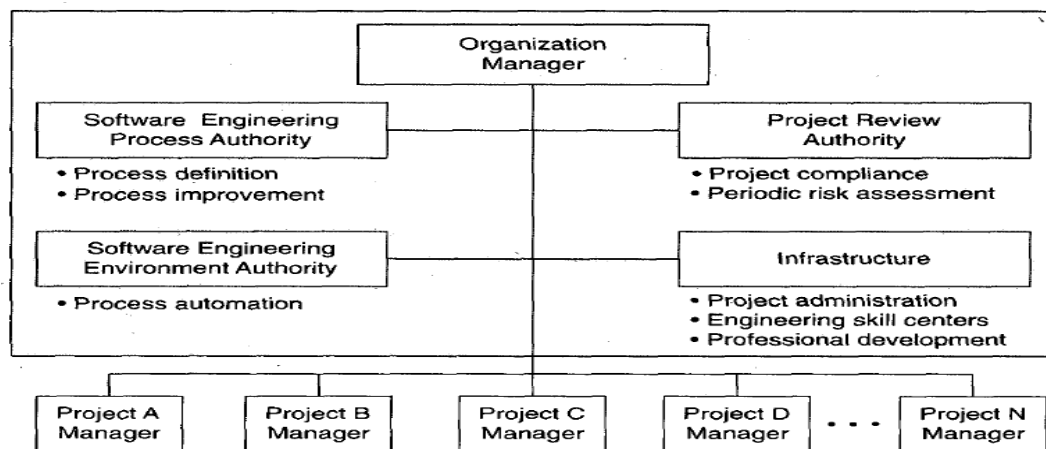 Organization
Manager
Software Engineering
Process Authority
• Process definition
• Process improvement
Project Review
Authority
• Project compliance
• Periodic risk assessment
Software Engineering
Environment Authority
• Process automation
Infrastructure
• Project administration
• Engineering skill centers
• Professional development
Project A
Manager
Project B
Manager
Project C
Manager
Project D
Manager
• • •
Project N
Manager